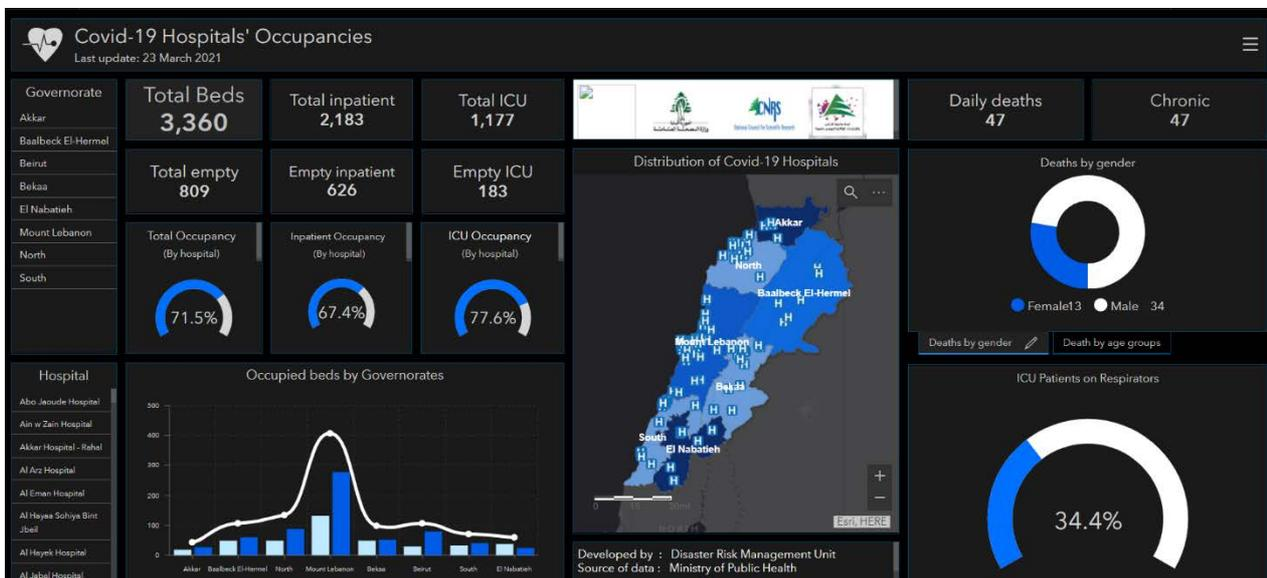 Covid-19 Hospitals' Occupancies
Last update: 23 March 2021
Governorate
Akkar
Baalbeck El-Hermel
Beirut
Bekaa
El Nabatieh
Mount Lebanon
North
South
Total Beds
3,360
Total inpatient
2,183
Total ICU
1,177
Total empty
809
Empty inpatient
626
Empty ICU
183
Total Occupancy
(By hospital)
71.5%
Inpatient Occupancy
(By hospital)
67.4%
ICU Occupancy
(By hospital)
77.6%
Hospital
Abo Jaoude Hospital
Ain w Zain Hospital
Akkar Hospital - Rahal
Al Arz Hospital
Al Eman Hospital
Al Hayaa Sohiya Bint
Jbeil
Al Hayek Hospital
Al Jabal Hospital
Occupied beds by Governorates
500
400
300
200
100
0
Akkar Baalbeck El-Hermel North Mount Lebanon Bekaa Beirut South El Nabatieh
CNRS
National Council for Scientific Research
Distribution of Covid-19 Hospitals
Akkar
North
Baalbeck El-Hermel
Mount Lebanon
Bekaa
South
El Nabatieh
NORTH
Esri, HERE
Developed by : Disaster Risk Management Unit
Source of data : Ministry of Public Health
Daily deaths
47
Chronic
47
Deaths by gender
Female13 Male 34
Deaths by gender
Death by age groups
ICU Patients on Respirators
34.4%